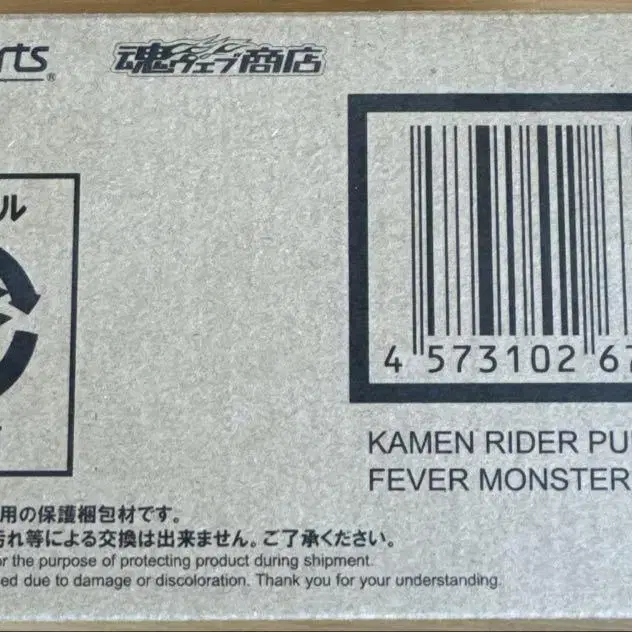 rts
®
魂ウェブ商店
ル
4 573102 6
KAMEN RIDER PU
FEVER MONSTER
用の保護梱包材です。
汚れ等による交換は出来ません。ご了承ください。
r the purpose of protecting product during shipment.
ed due to damage or discoloration. Thank you for your understanding.